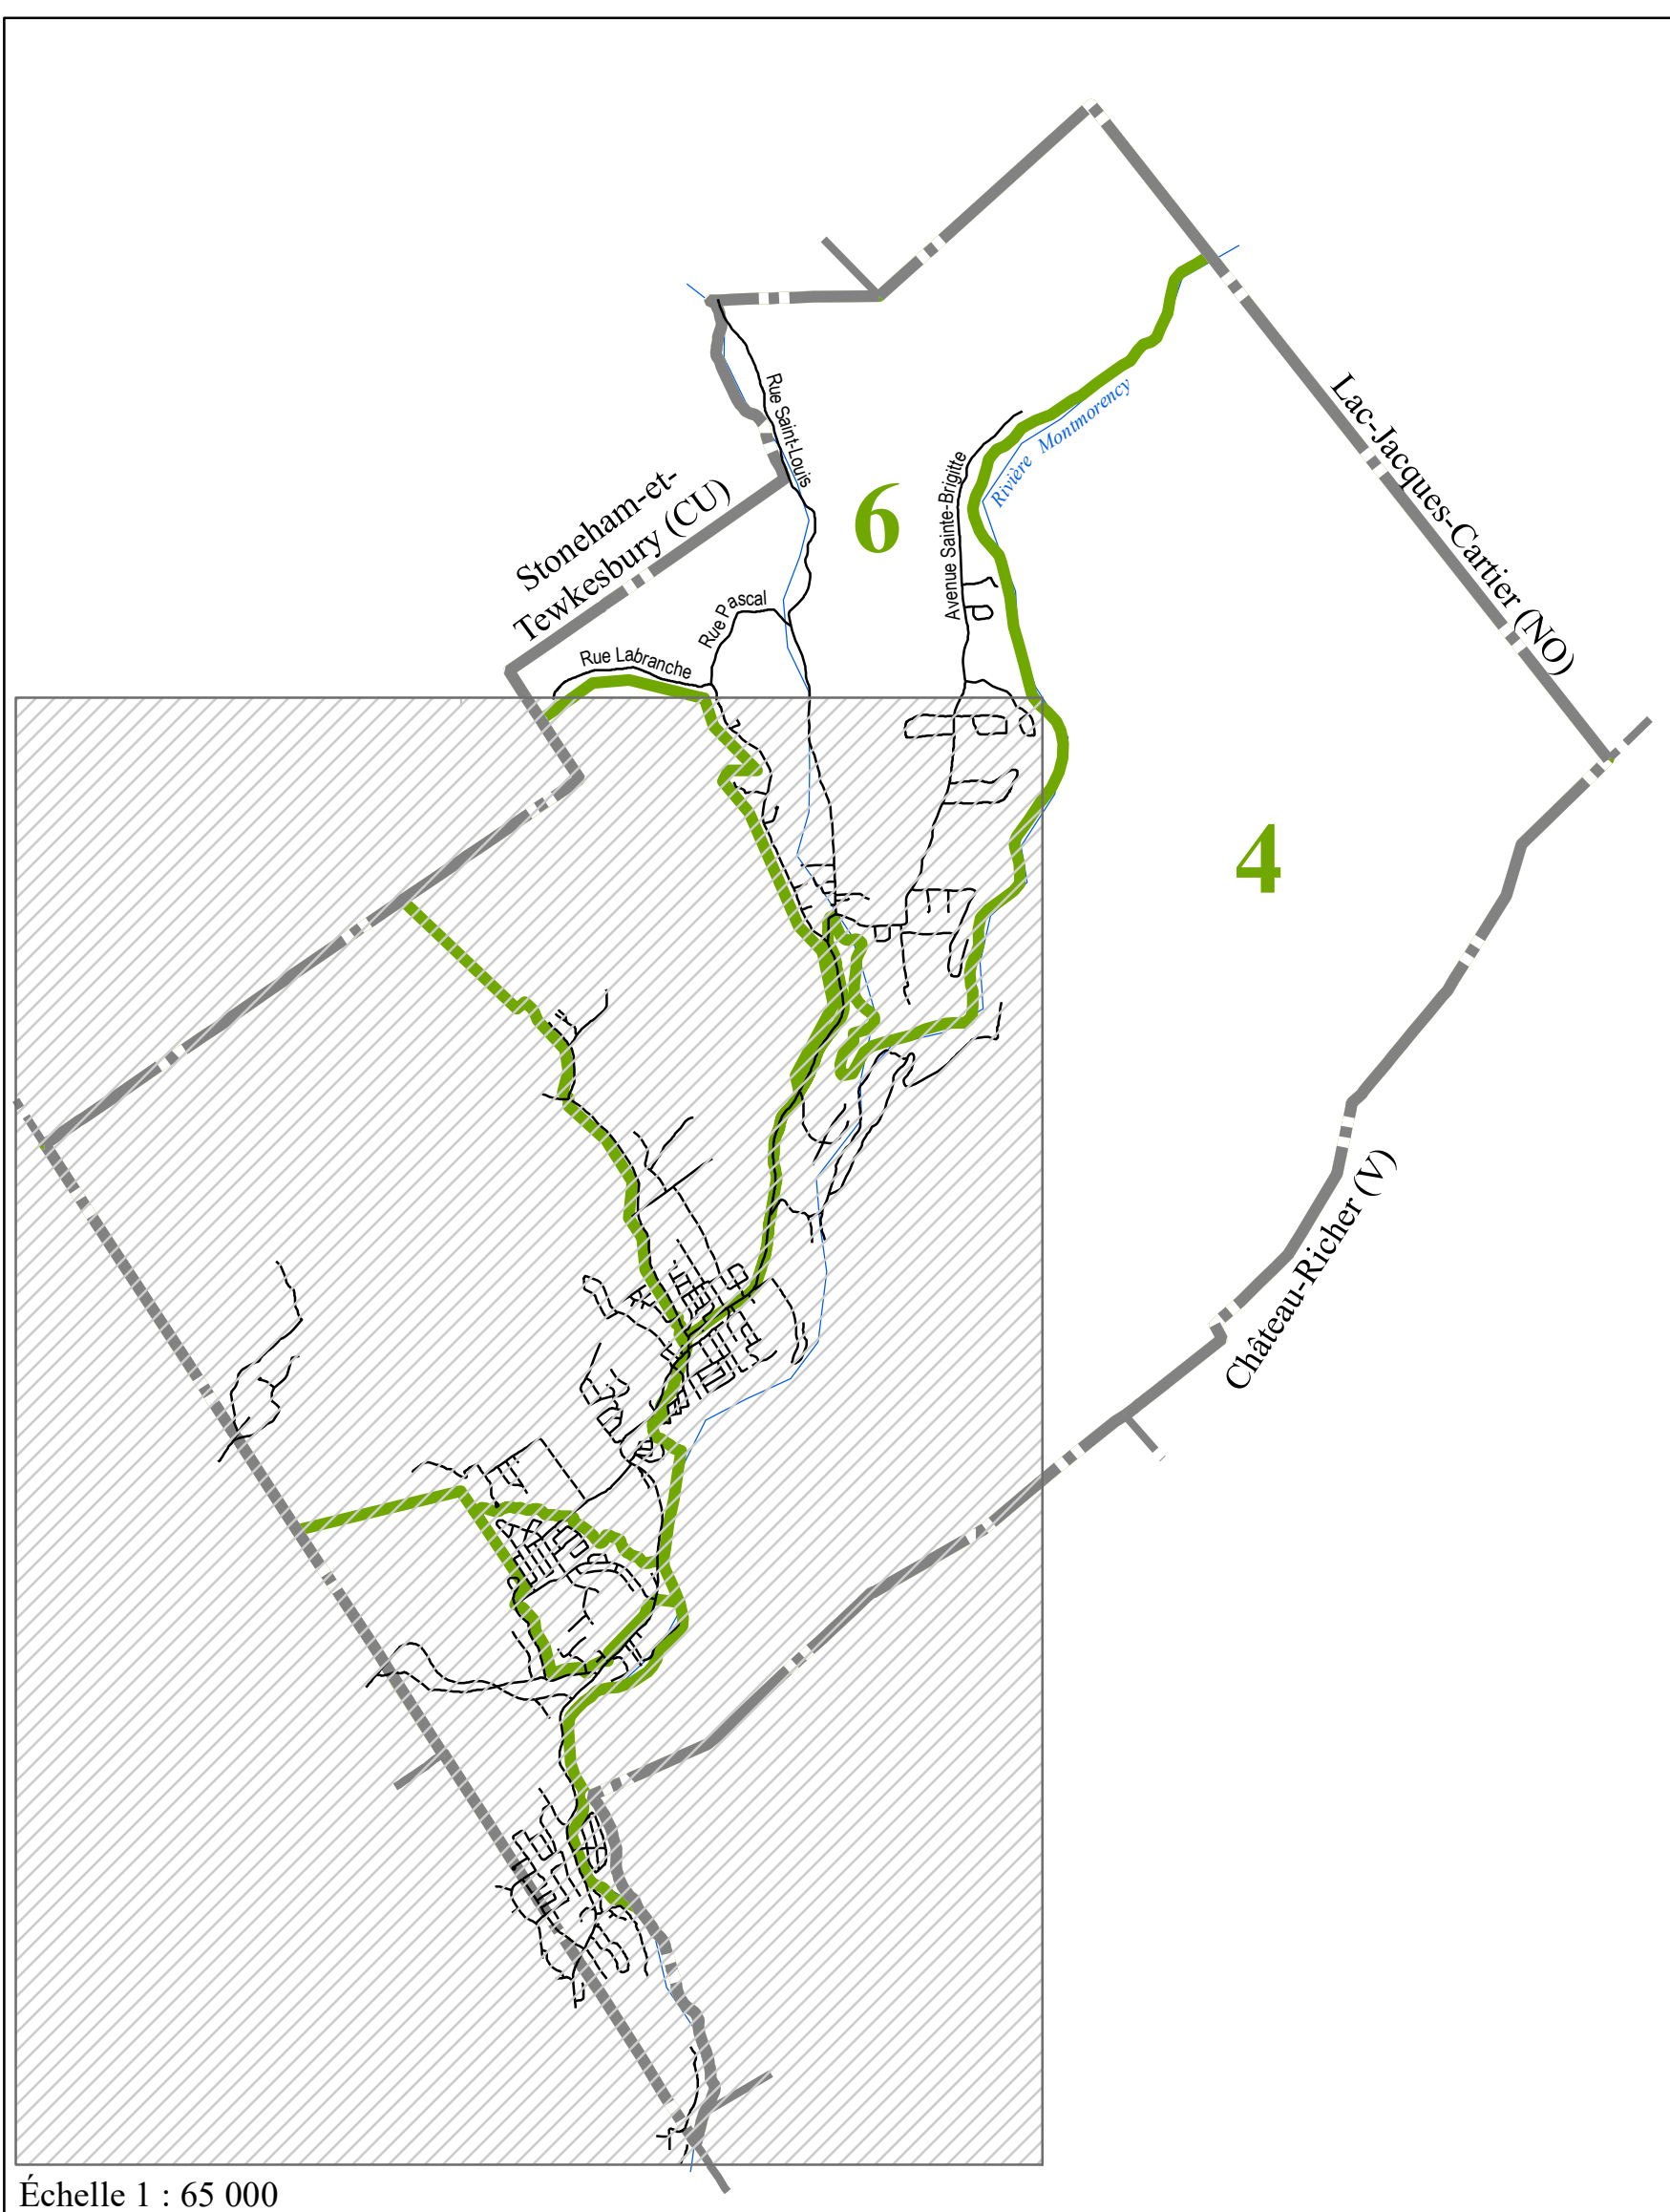 Rue Saint-Louis
Lac-Jacques-Cartier (NO)
Rivière Montmorency
Stoneham-et-
Tewkesbury (CU)
6
Avenue Sainte-Brigitte
Rue Pascal
Rue Labranche
4
Château-Richer (V)
Échelle 1 : 65 000